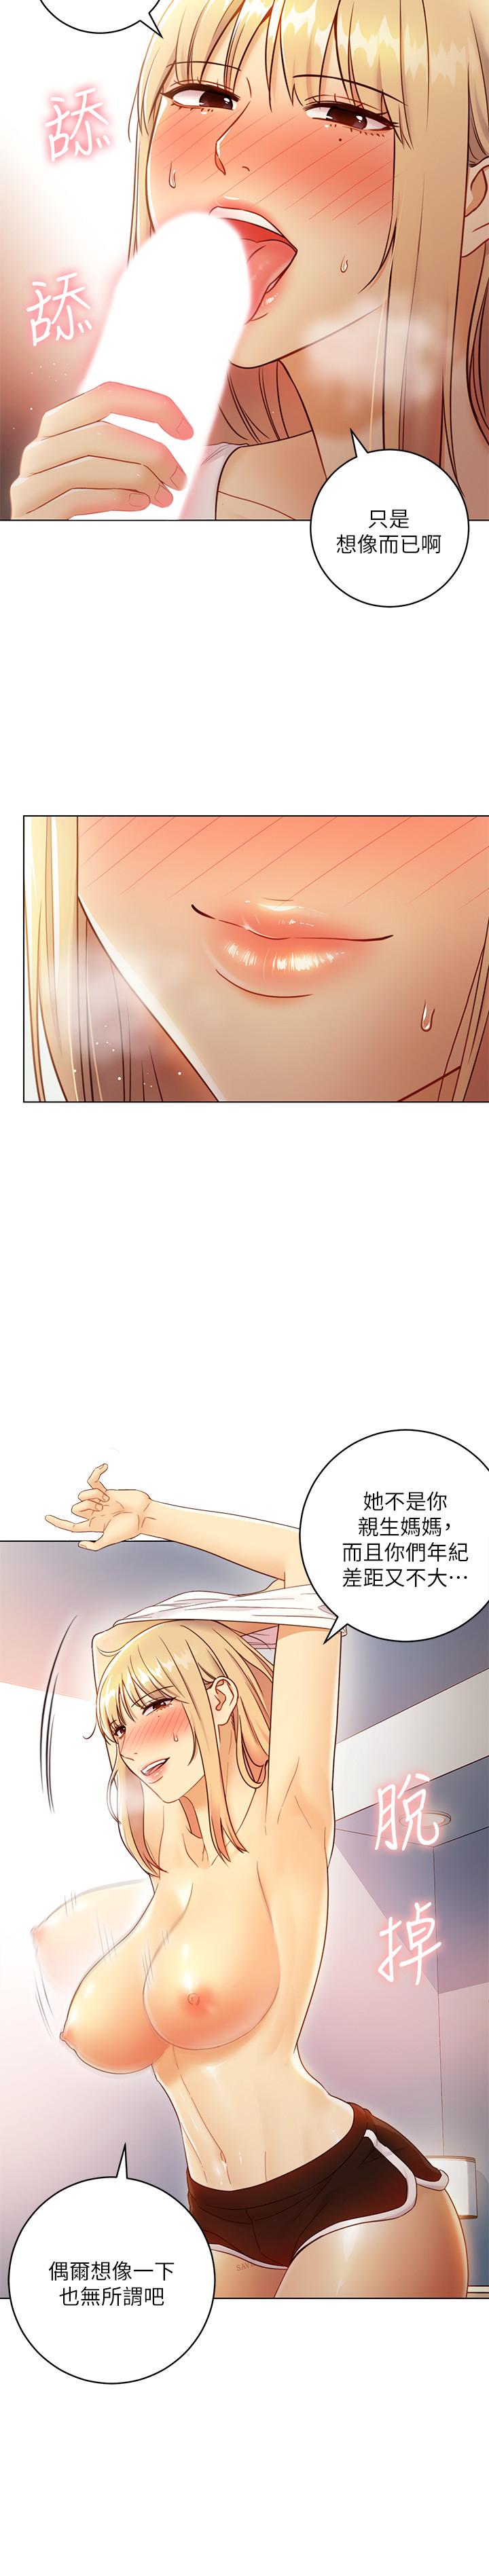 舔
舔
只是
想像而已啊
她不是你
親生媽媽，
而且你們年紀
差距又不大⋯
脫
掉
偶爾想像一下
也無所謂吧